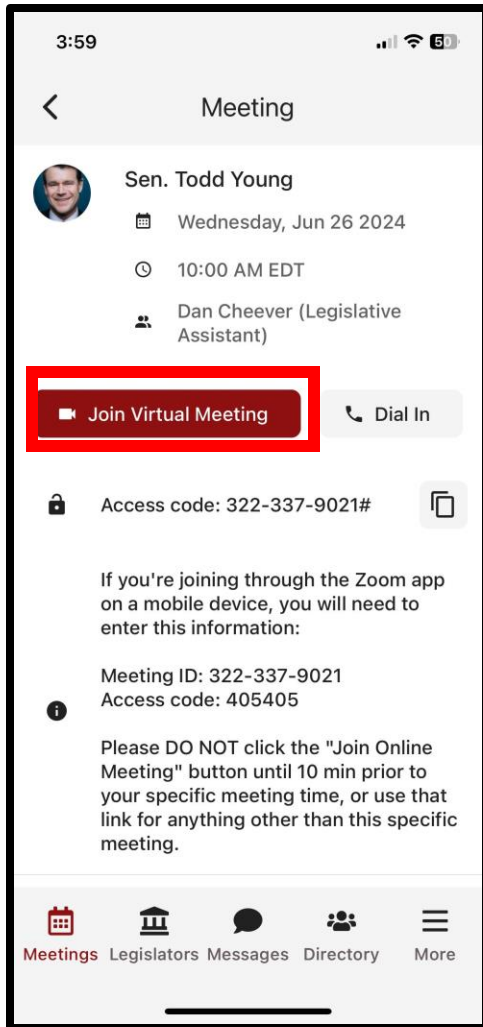 3:59
50
Meeting
Sen. Todd Young
Wednesday, Jun 26 2024
10:00 AM EDT
Dan Cheever (Legislative
Assistant)
Join Virtual Meeting
Dial In
Access code: 322-337-9021#
If you're joining through the Zoom app
on a mobile device, you will need to
enter this information:
Meeting ID: 322-337-9021
Access code: 405405
Please DO NOT click the "Join Online
Meeting" button until 10 min prior to
your specific meeting time, or use that
link for anything other than this specific
meeting.
Meetings Legislators Messages Directory More